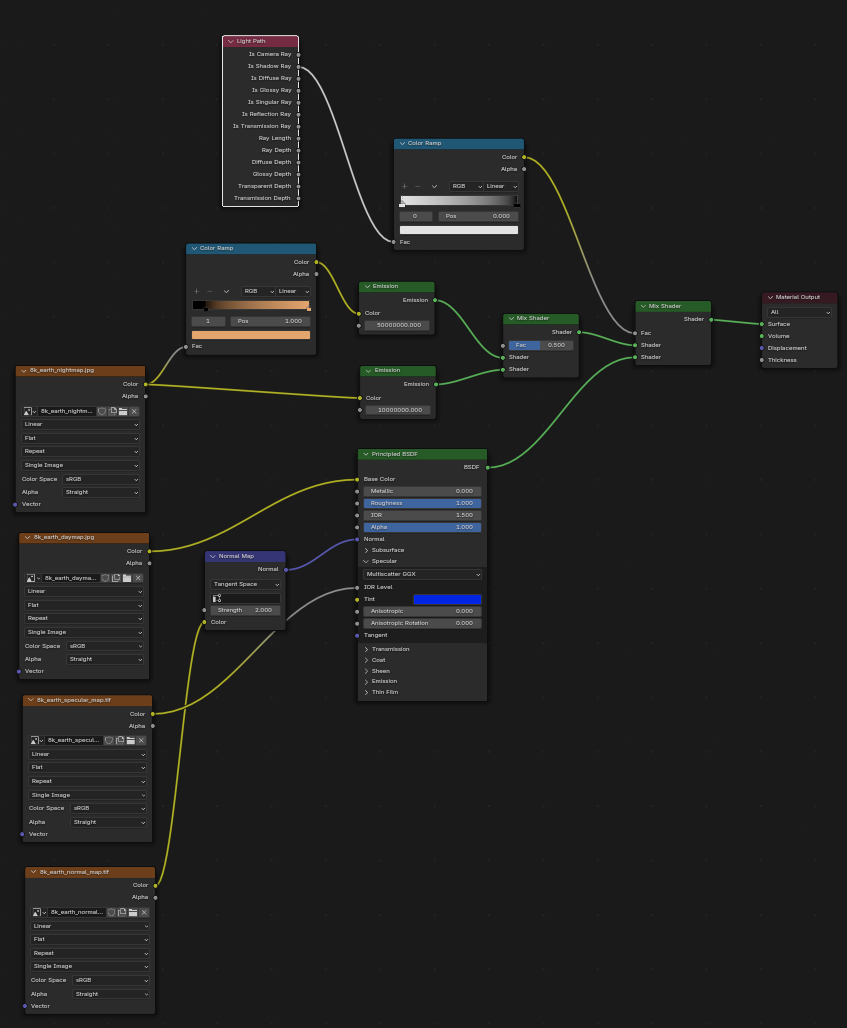 Light Path
Is Camera Ray
Is Shadow Ray
Is Diffuse Ray
Is Glossy Ray
Is Singular Ray
Is Reflection Ray
Is Transmission Ray
Ray Length
Ray Depth
Diffuse Depth
Glossy Depth
Transparent Depth
Transmission Depth
Color Ramp
Color
Alpha
RGB Linear
0 Pos 0.000
Fac
Color Ramp
Color
Alpha
RGB Linear
1 Pos 1.000
Fac
Emission
Emission
Color
50000000.000
Emission
Emission
Color
10000000.000
Mix Shader
Shader
Fac 0.500
Shader
Shader
Mix Shader
Shader
Fac
Shader
Shader
Material Output
All
Surface
Volume
Displacement
Thickness
8k_earth_nightmap.jpg
Color
Alpha
8k_earth_nightm...
Linear
Flat
Repeat
Single Image
Color Space sRGB
Alpha Straight
Vector
Principled BSDF
BSDF
Base Color
Metallic 0.000
Roughness 1.000
IOR 1.500
Alpha 1.000
Normal
Subsurface
Specular
Multiscatter GGX
IOR Level
Tint
Anisotropic 0.000
Anisotropic Rotation 0.000
Tangent
Transmission
Coat
Sheen
Emission
Thin Film
8k_earth_daymap.jpg
Color
Alpha
8k_earth_dayma...
Linear
Flat
Repeat
Single Image
Color Space sRGB
Alpha Straight
Vector
Normal Map
Normal
Tangent Space
Strength 2.000
Color
8k_earth_specular_map.tif
Color
Alpha
8k_earth_specul...
Linear
Flat
Repeat
Single Image
Color Space sRGB
Alpha Straight
Vector
8k_earth_normal_map.tif
Color
Alpha
8k_earth_normal...
Linear
Flat
Repeat
Single Image
Color Space sRGB
Alpha Straight
Vector